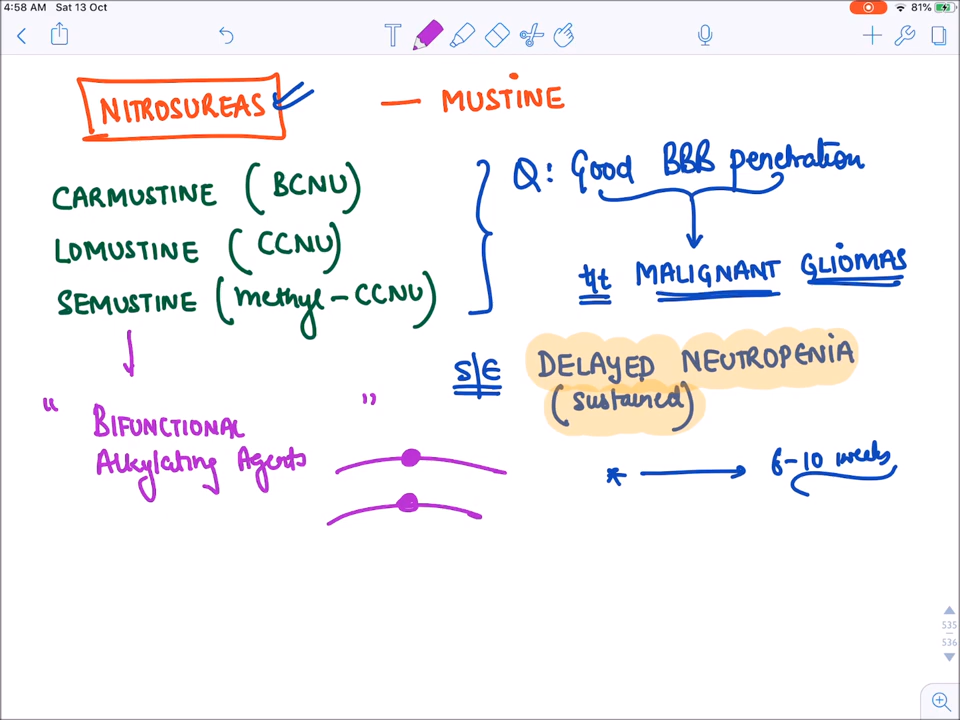 4:58 AM Sat 13 Oct
81%
T
NITROSUREAS — MUSTINE
CARMUSTINE (BCNU)
LOMUSTINE (CCNU)
SEMUSTINE (methyl-CCNU)
Q: Good BBB penetration
ttt MALIGNANT GLIOMAS
S/E DELAYED NEUTROPENIA
(sustained)
* → 6-10 weeks
" BIFUNCTIONAL "
Alkylating Agents
535
536